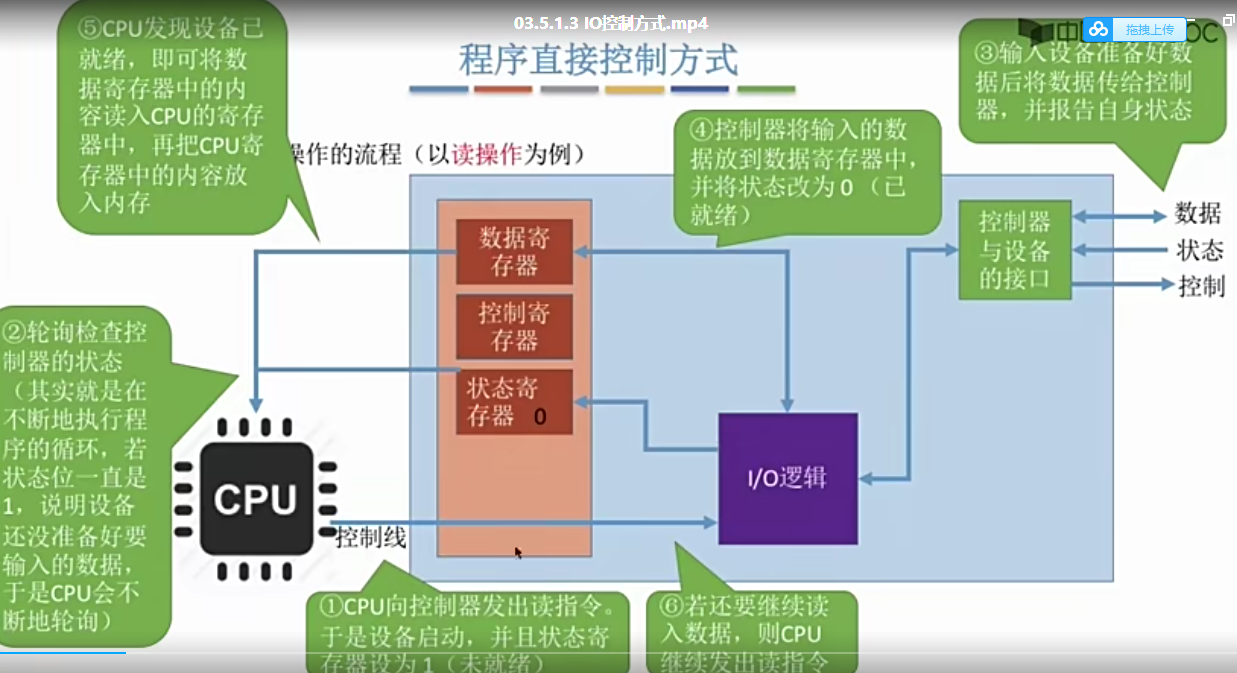 03.5.1.3 IO控制方式.mp4
拖拽上传
程序直接控制方式
操作的流程（以读操作为例）
⑤CPU发现设备已
就绪，即可将数
据寄存器中的内
容读入CPU的寄存
器中，再把CPU寄
存器中的内容放
入内存
③输入设备准备好数
据后将数据传给控制
器，并报告自身状态
④控制器将输入的数
据放到数据寄存器中，
并将状态改为 0 （已
就绪）
数据寄
存器
控制寄
存器
状态寄
存器 0
控制器
与设备
的接口
数据
状态
控制
②轮询检查控
制器的状态
（其实就是在
不断地执行程
序的循环，若
状态位一直是
1，说明设备
还没准备好要
输入的数据，
于是CPU会不
断地轮询）
CPU
控制线
I/O逻辑
①CPU向控制器发出读指令。
于是设备启动，并且状态寄
存器设为 1（未就绪）
⑥若还要继续读
入数据，则CPU
继续发出读指令